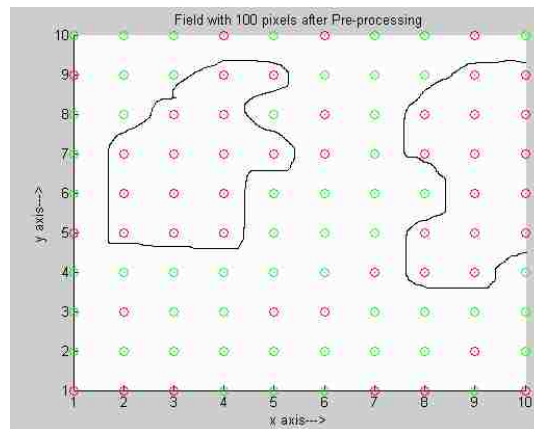 Field with 100 pixels after Pre-processing
10
9
8
7
6
5
4
3
2
1
y axis--->
1 2 3 4 5 6 7 8 9 10
x axis--->